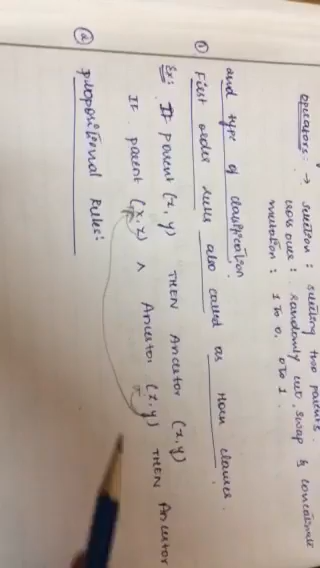 operators: → selection : selecting two parents.
cross over : Randomly cut, swap & concatenate
mutation : 1 to 0, 0 to 1.
2nd type of classification
① First order rules also called as Horn clauses.
Ex: IF parent (x, y) THEN Ancestor (x, y)
IF parent (x, z) ∧ Ancestor (z, y) THEN Ancestor
② propositional Rules: